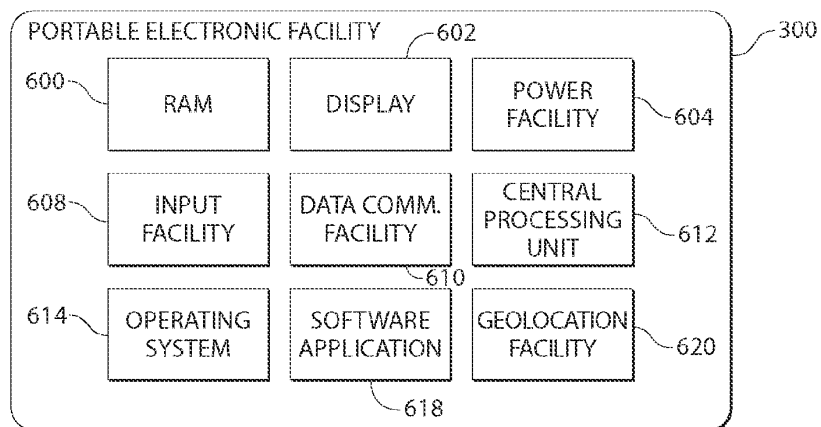 PORTABLE ELECTRONIC FACILITY
602
300
600
RAM
DISPLAY
POWER
FACILITY
604
608
INPUT
FACILITY
DATA COMM.
FACILITY
CENTRAL
PROCESSING
UNIT
612
610
614
OPERATING
SYSTEM
SOFTWARE
APPLICATION
GEOLOCATION
FACILITY
620
618